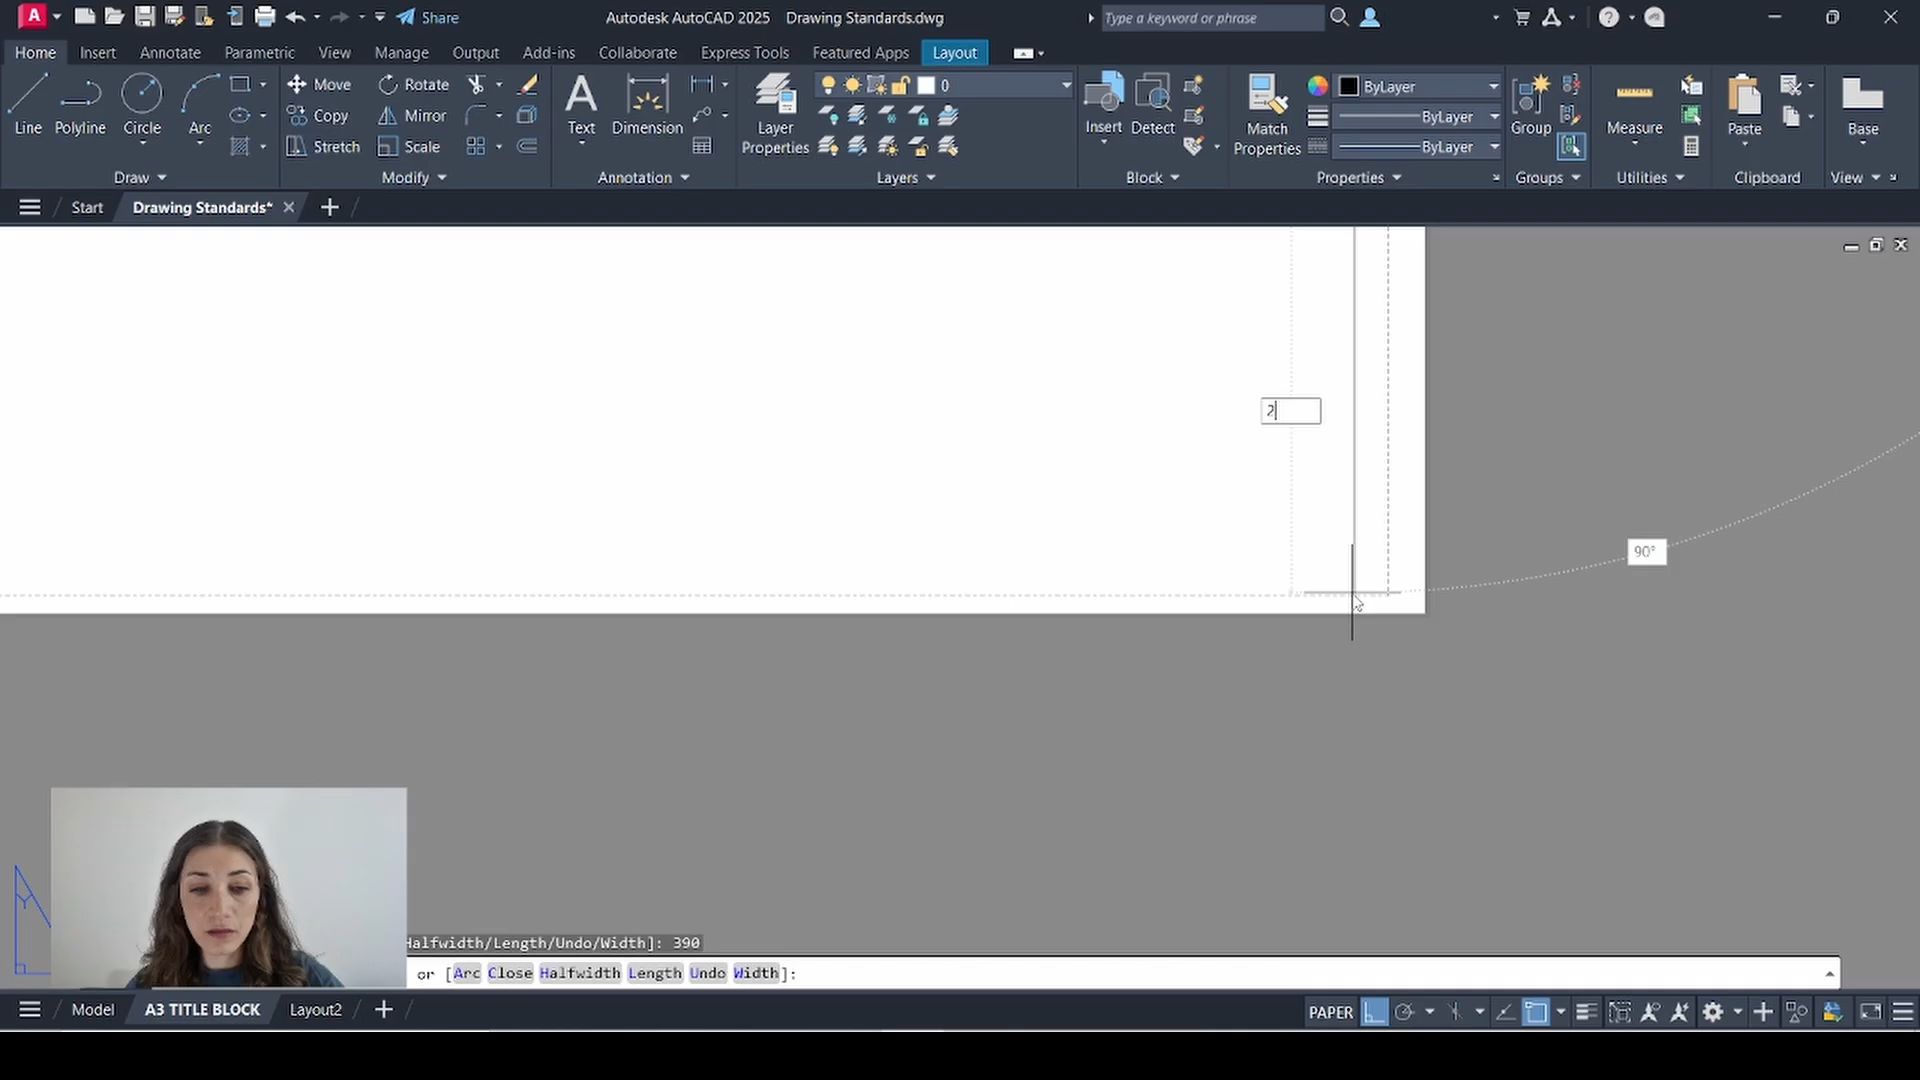 A Share Autodesk AutoCAD 2025 Drawing Standards.dwg Type a keyword or phrase
Home Insert Annotate Parametric View Manage Output Add-ins Collaborate Express Tools Featured Apps Layout
Line Polyline Circle Arc
Move Rotate
Copy Mirror
Stretch Scale
Text Dimension
Layer Properties
0
Insert Detect
Match Properties
ByLayer
ByLayer
ByLayer
Group Measure Paste Base
Draw Modify Annotation Layers Block Properties Groups Utilities Clipboard View
Start Drawing Standards*
2
90°
Halfwidth/Length/Undo/Width]: 390
or [Arc Close Halfwidth Length Undo Width]:
Model A3 TITLE BLOCK Layout2 PAPER